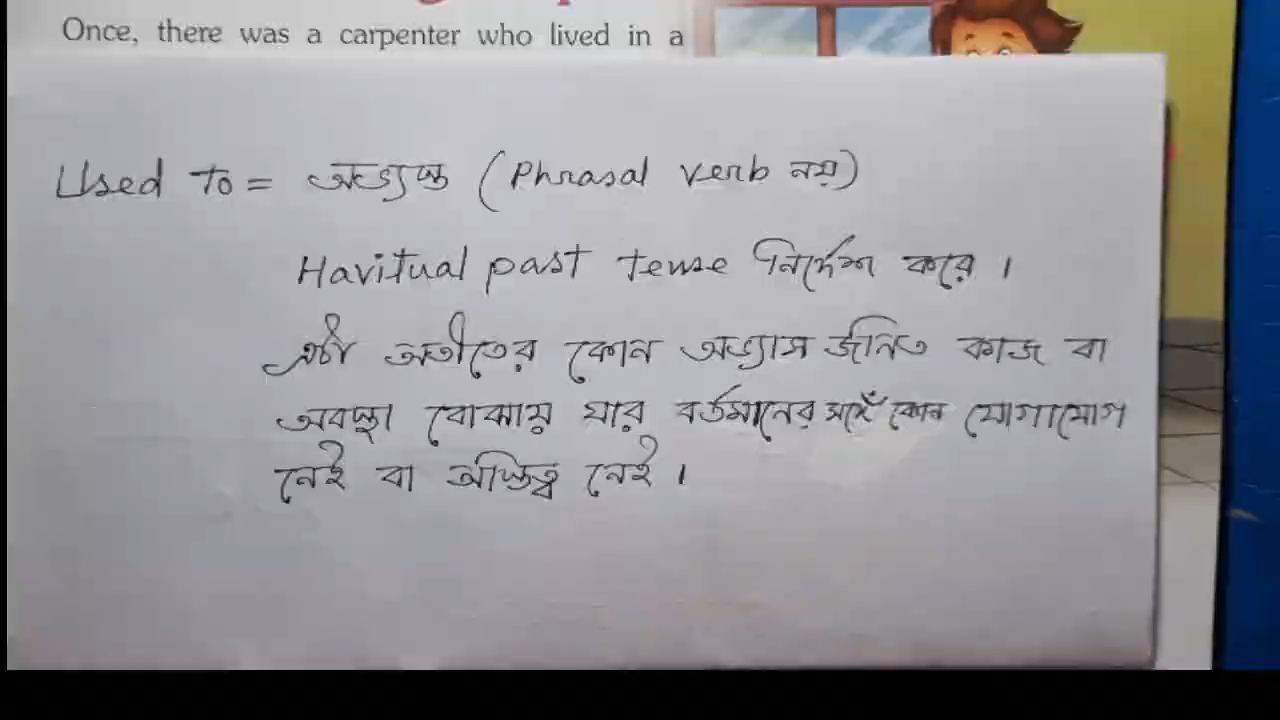 Once, there was a carpenter who lived in a
Used To = অভ্যস্ত (Phrasal verb নয়)
Havitual past tense নির্দেশ করে ।
এটা অতীতের কোন অভ্যাস জনিত কাজ বা
অবস্থা বোঝায় যার বর্তমানের সঙ্গে কোন যোগাযোগ
নেই বা অস্তিত্ব নেই ।